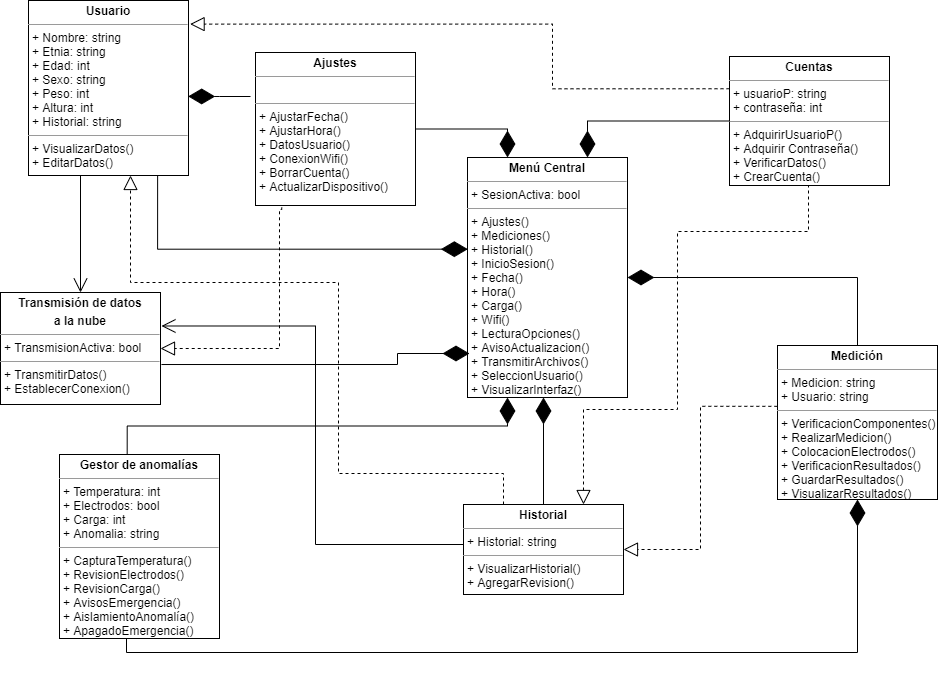 Usuario
+ Nombre: string
+ Etnia: string
+ Edad: int
+ Sexo: string
+ Peso: int
+ Altura: int
+ Historial: string
+ VisualizarDatos()
+ EditarDatos()
Ajustes
+ AjustarFecha()
+ AjustarHora()
+ DatosUsuario()
+ ConexionWifi()
+ BorrarCuenta()
+ ActualizarDispositivo()
Cuentas
+ usuarioP: string
+ contraseña: int
+ AdquirirUsuarioP()
+ Adquirir Contraseña()
+ VerificarDatos()
+ CrearCuenta()
Menú Central
+ SesionActiva: bool
+ Ajustes()
+ Mediciones()
+ Historial()
+ InicioSesion()
+ Fecha()
+ Hora()
+ Carga()
+ Wifi()
+ LecturaOpciones()
+ AvisoActualizacion()
+ TransmitirArchivos()
+ SeleccionUsuario()
+ VisualizarInterfaz()
Transmisión de datos
a la nube
+ TransmisionActiva: bool
+ TransmitirDatos()
+ EstablecerConexion()
Medición
+ Medicion: string
+ Usuario: string
+ VerificacionComponentes()
+ RealizarMedicion()
+ ColocacionElectrodos()
+ VerificacionResultados()
+ GuardarResultados()
+ VisualizarResultados()
Gestor de anomalías
+ Temperatura: int
+ Electrodos: bool
+ Carga: int
+ Anomalia: string
+ CapturaTemperatura()
+ RevisionElectrodos()
+ RevisionCarga()
+ AvisosEmergencia()
+ AislamientoAnomalía()
+ ApagadoEmergencia()
Historial
+ Historial: string
+ VisualizarHistorial()
+ AgregarRevision()